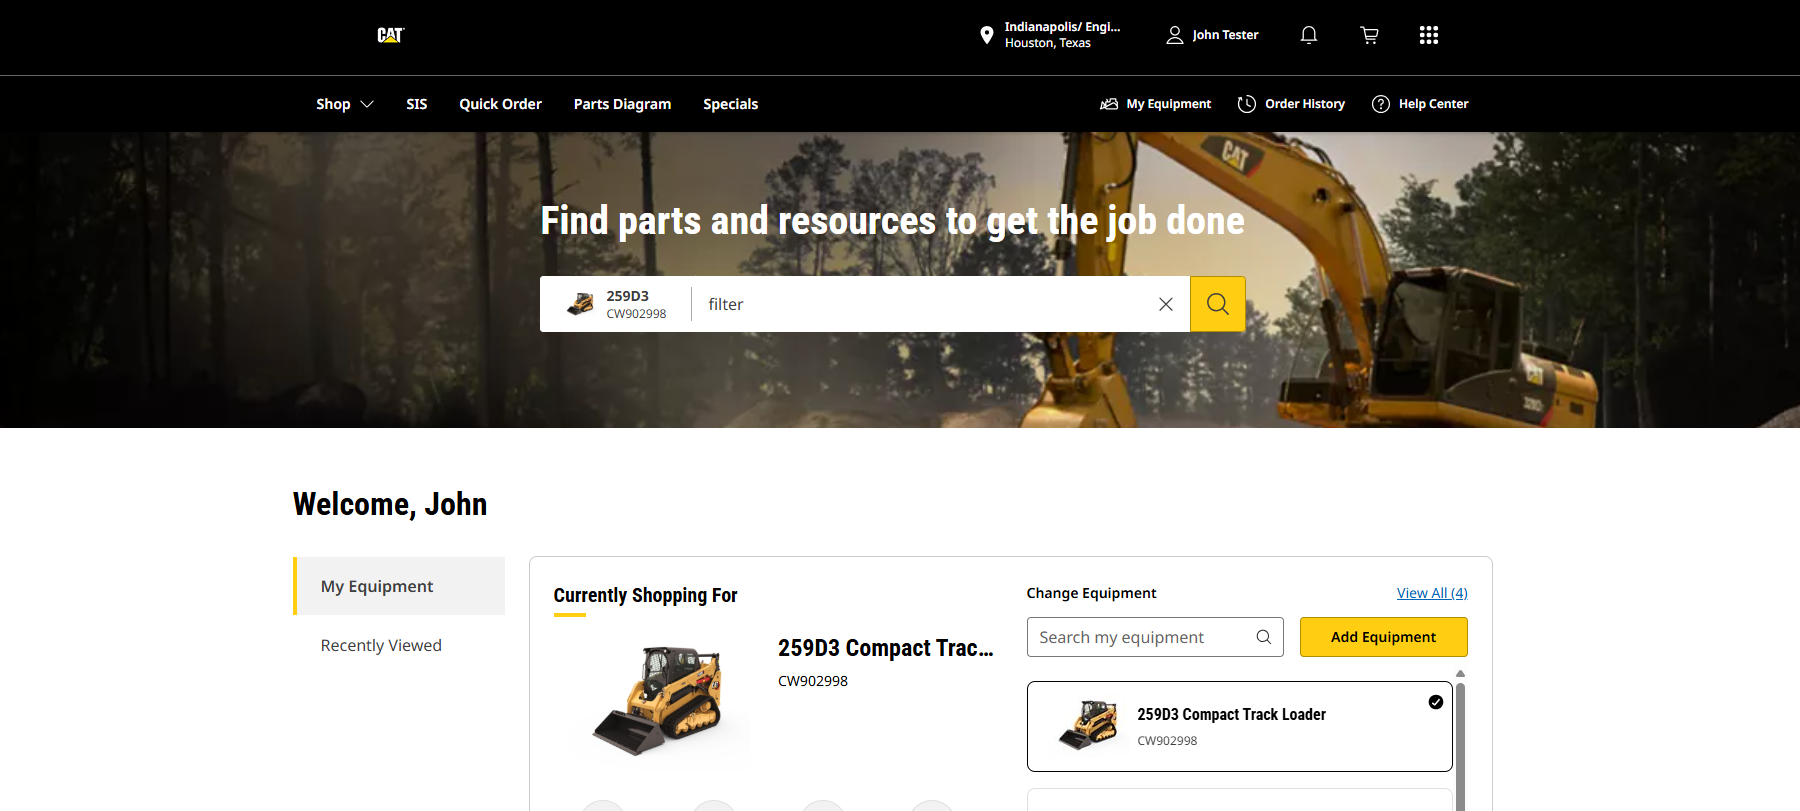 CAT
Indianapolis/ Engi...
Houston, Texas
John Tester
Shop
SIS
Quick Order
Parts Diagram
Specials
My Equipment
Order History
Help Center
CAT
Find parts and resources to get the job done
259D3
CW902998
filter
Welcome, John
My Equipment
Recently Viewed
Currently Shopping For
259D3 Compact Trac...
CW902998
Change Equipment
View All (4)
Search my equipment
Add Equipment
259D3 Compact Track Loader
CW902998